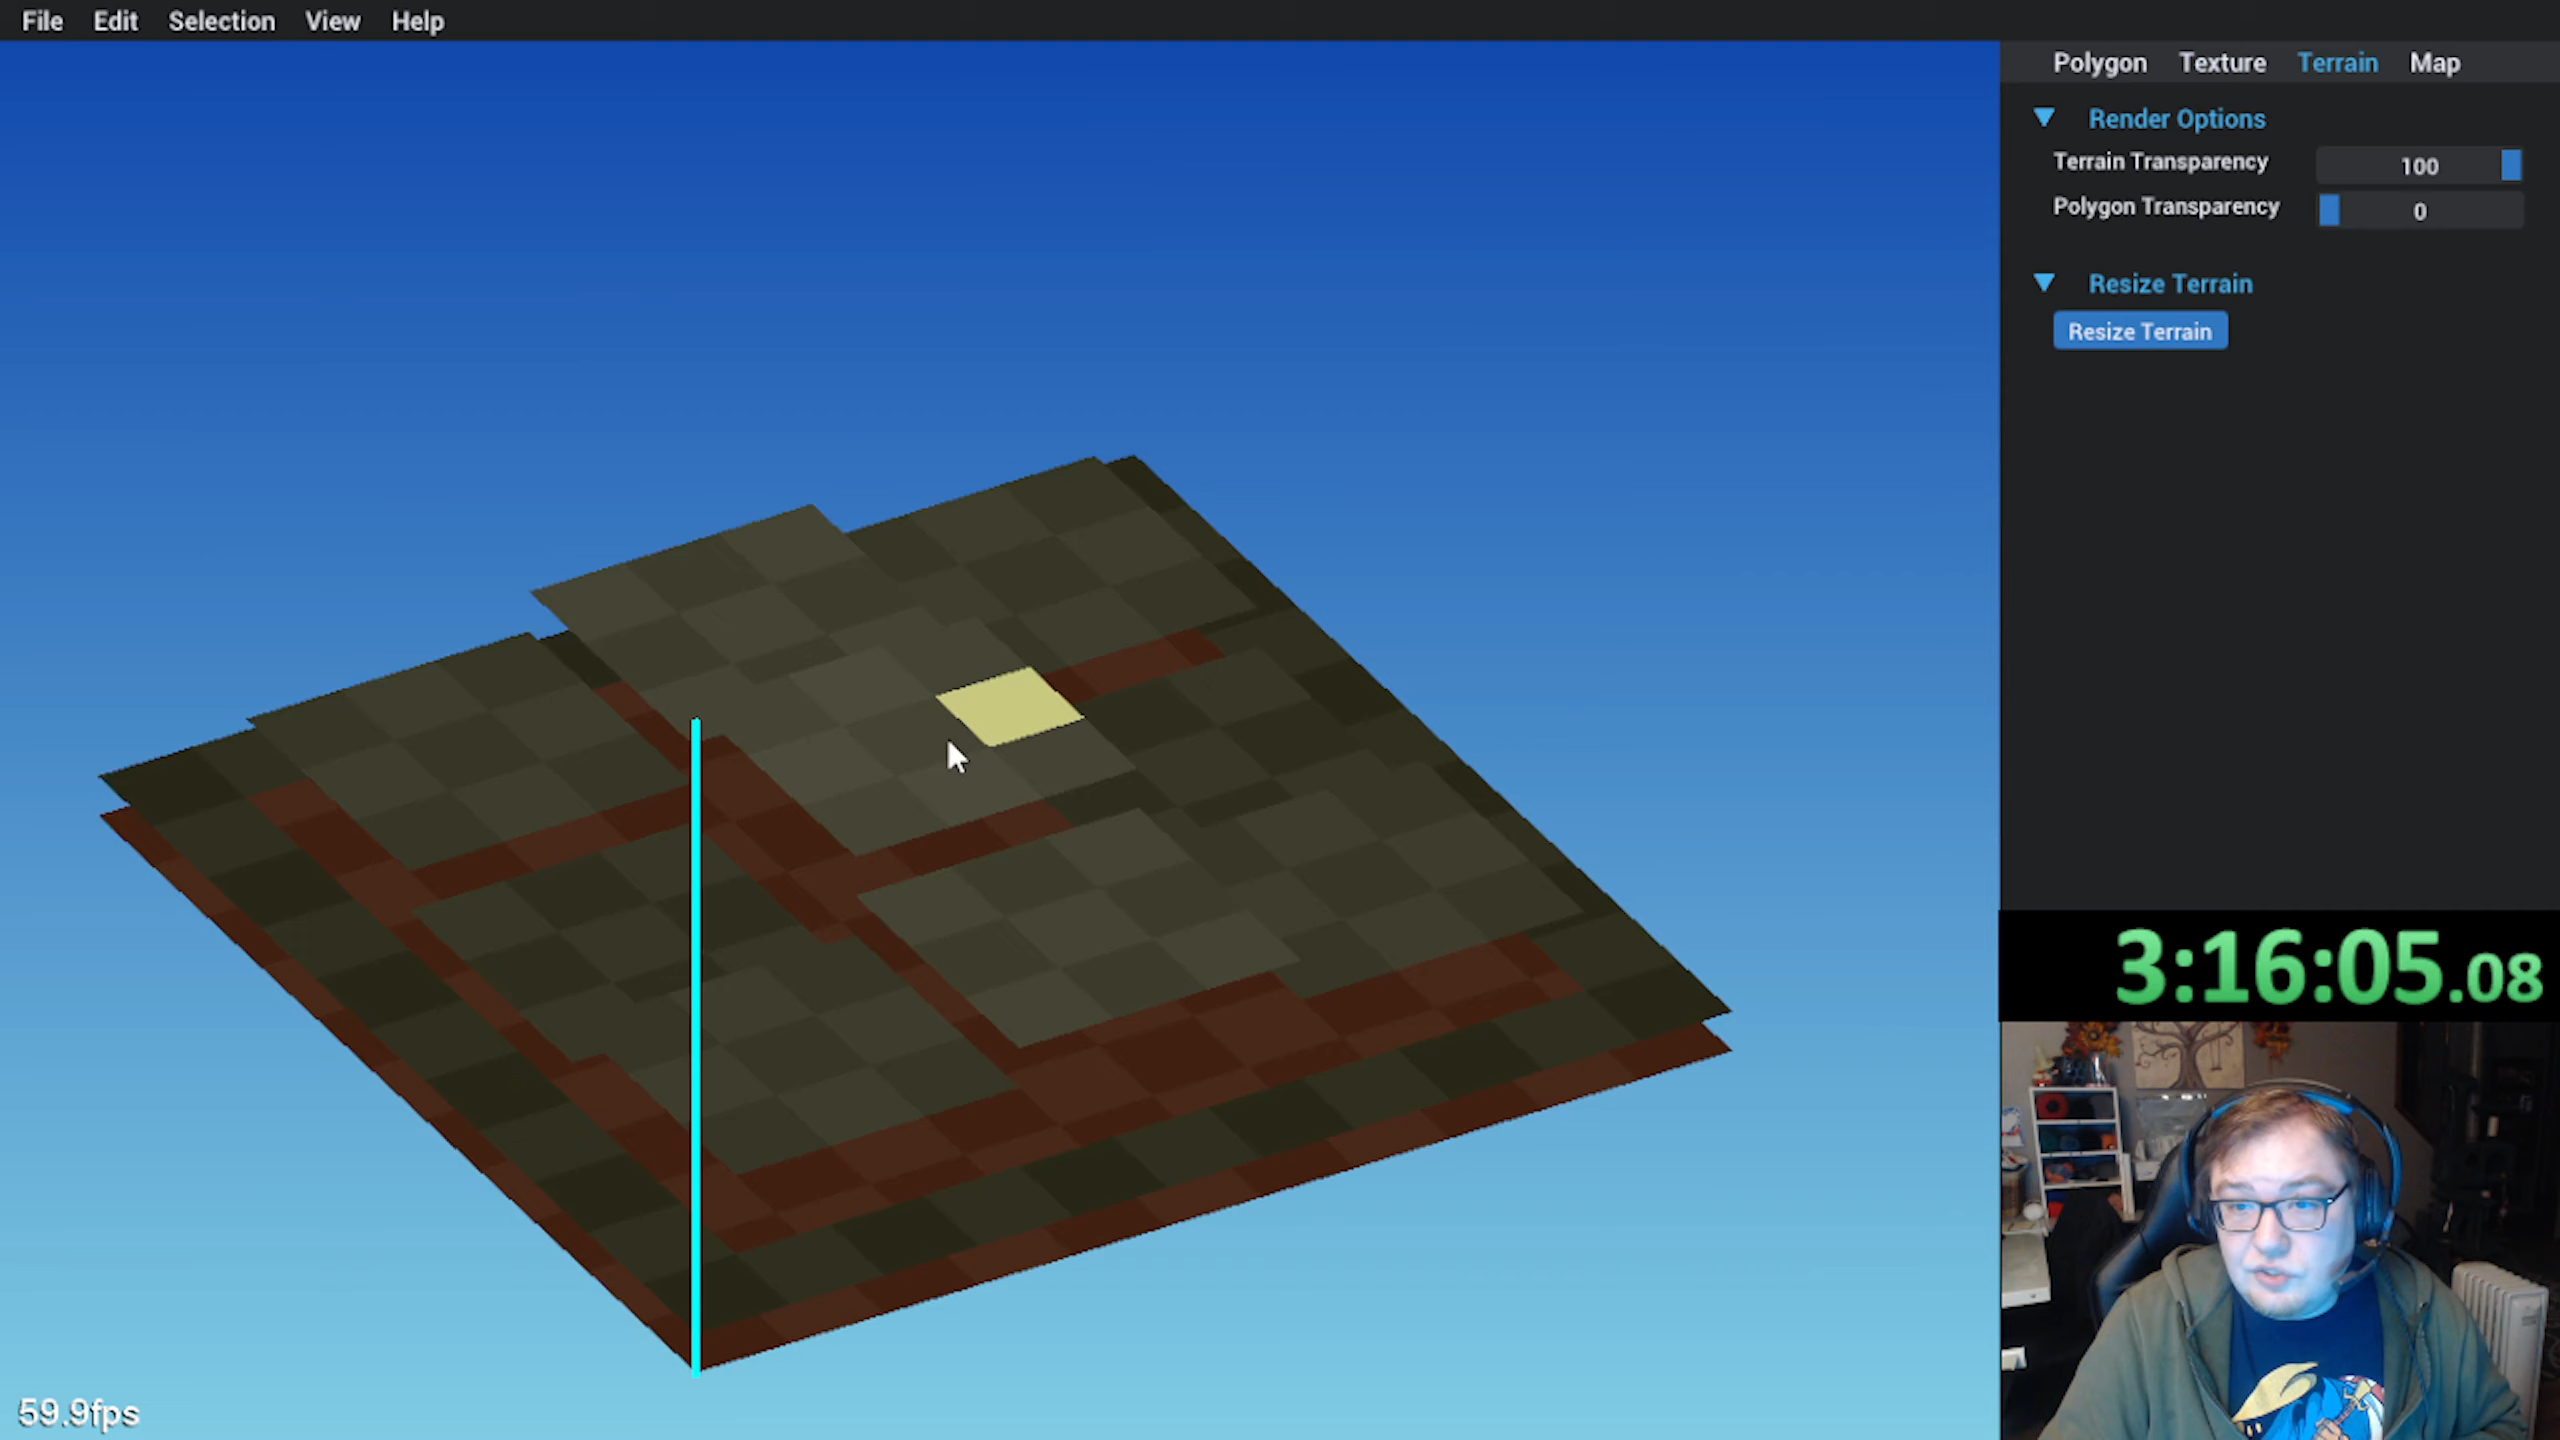 File Edit Selection View Help
Polygon Texture Terrain Map
Render Options
Terrain Transparency 100
Polygon Transparency 0
Resize Terrain
Resize Terrain
3:16:05.08
59.9fps